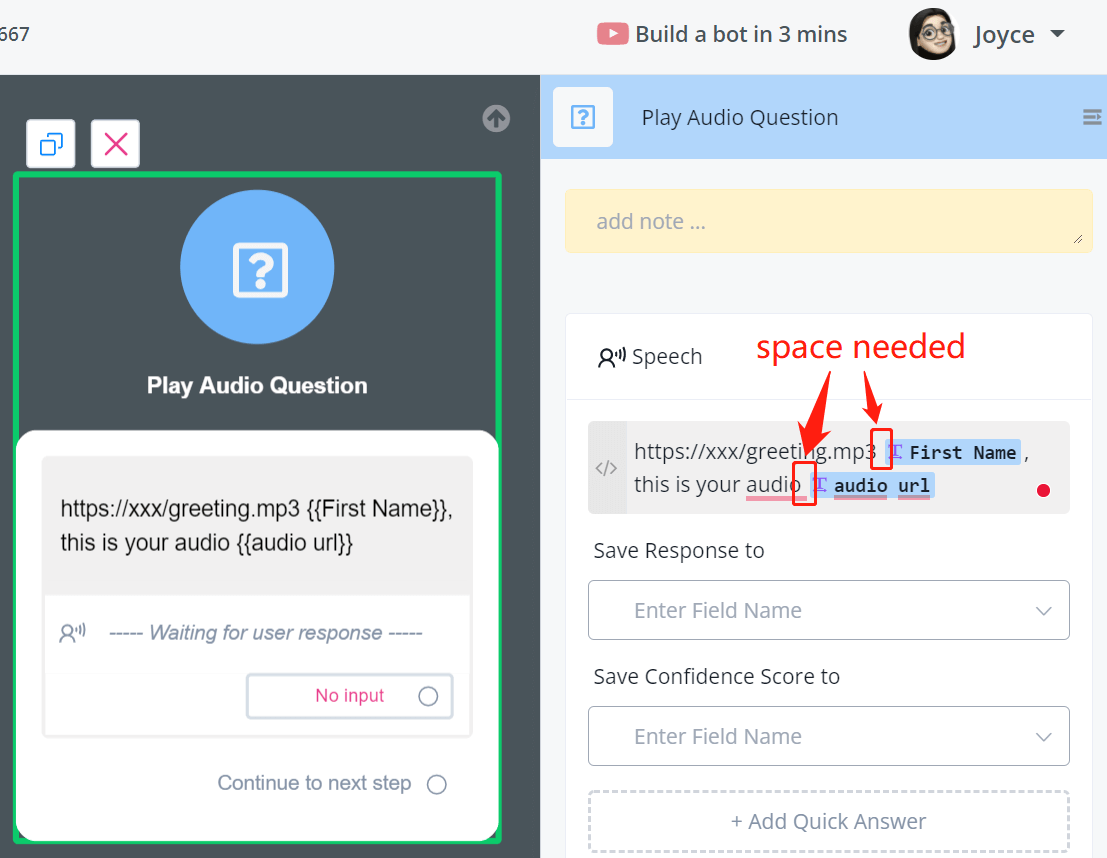 667
Build a bot in 3 mins
Joyce
Play Audio Question
https://xxx/greeting.mp3 {{First Name}},
this is your audio {{audio url}}
----- Waiting for user response -----
No input
Continue to next step
Play Audio Question
add note ...
space needed
Speech
</> https://xxx/greeting.mp3 First Name ,
this is your audio audio url
Save Response to
Enter Field Name
Save Confidence Score to
Enter Field Name
+ Add Quick Answer